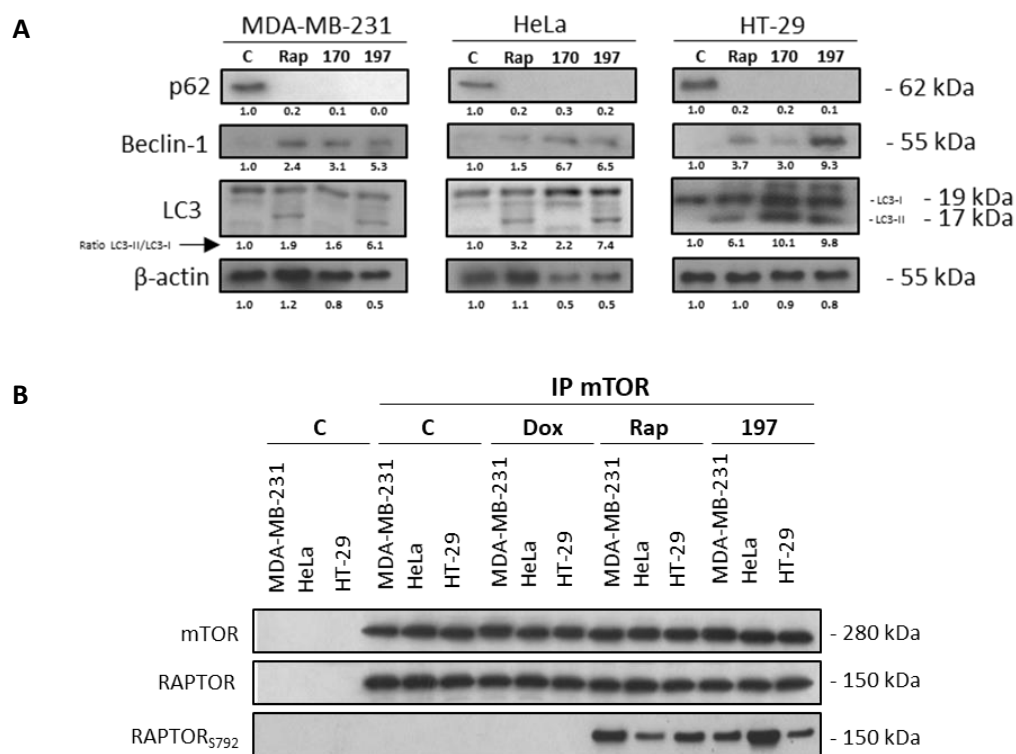 A
MDA-MB-231 HeLa HT-29
C Rap 170 197 C Rap 170 197 C Rap 170 197
p62 - 62 kDa
1.0 0.2 0.1 0.0 1.0 0.2 0.3 0.2 1.0 0.2 0.2 0.1
Beclin-1 - 55 kDa
1.0 2.4 3.1 5.3 1.0 1.5 6.7 6.5 1.0 3.7 3.0 9.3
LC3 - LC3-I - 19 kDa
- LC3-II - 17 kDa
Ratio LC3-II/LC3-I 1.0 1.9 1.6 6.1 1.0 3.2 2.2 7.4 1.0 6.1 10.1 9.8
β-actin - 55 kDa
1.0 1.2 0.8 0.5 1.0 1.1 0.5 0.5 1.0 1.0 0.9 0.8
B
IP mTOR
C C Dox Rap 197
MDA-MB-231 HeLa HT-29 MDA-MB-231 HeLa HT-29 MDA-MB-231 HeLa HT-29 MDA-MB-231 HeLa HT-29 MDA-MB-231 HeLa HT-29
mTOR - 280 kDa
RAPTOR - 150 kDa
RAPTORS792 - 150 kDa